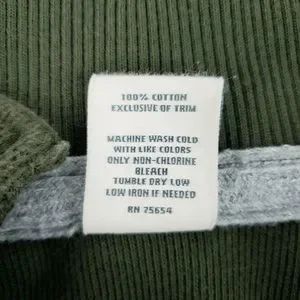 100% COTTON
EXCLUSIVE OF TRIM
MACHINE WASH COLD
WITH LIKE COLORS
ONLY NON-CHLORINE
BLEACH
TUMBLE DRY LOW
LOW IRON IF NEEDED
RN 75654